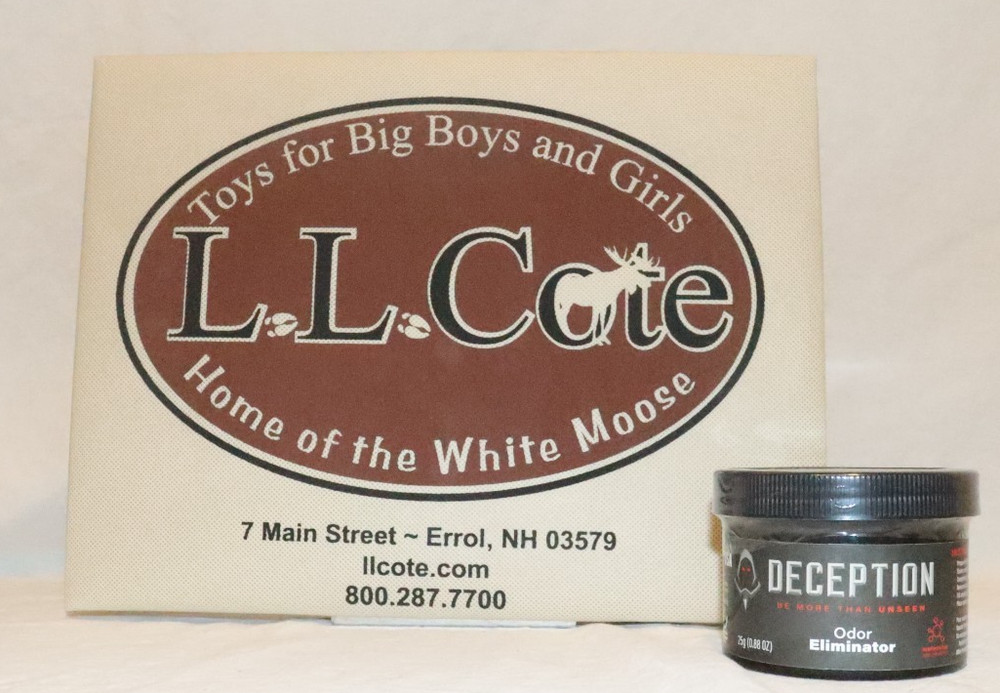 Toys for Big Boys and Girls
L.L.Cote
Home of the White Moose
7 Main Street ~ Errol, NH 03579
llcote.com
800.287.7700
DECEPTION
BE MORE THAN UNSEEN
Odor
Eliminator
25g (0.88 OZ)